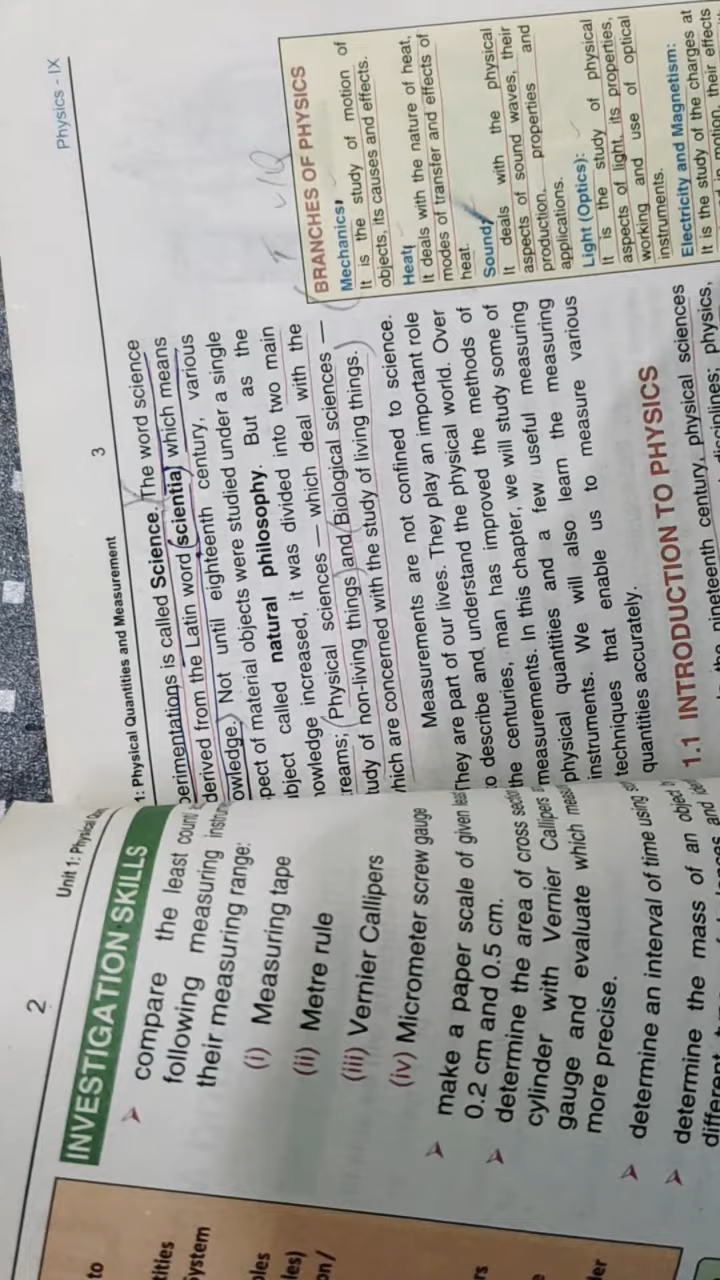 2
Unit 1: Physical
INVESTIGATION SKILLS
compare the least count
following measuring
their measuring range:
(i) Measuring tape
(ii) Metre rule
(iii) Vernier Callipers
(iv) Micrometer screw gauge
make a paper scale of given
0.2 cm and 0.5 cm.
determine the area of cross
cylinder with Vernier Callipers
gauge and evaluate which
more precise.
determine an interval of time using
determine the mass of an object
to
1: Physical Quantities and Measurement
3
Physics - IX
perimentations is called Science. The word science
derived from the Latin word (scientia) which means
owledge.) Not until eighteenth century, various
pect of material objects were studied under a single
bject called natural philosophy. But as the
nowledge increased, it was divided into two main
reams; (Physical sciences — which deal with the
tudy of non-living things) and (Biological sciences —
hich are concerned with the study of living things.)
Measurements are not confined to science.
They are part of our lives. They play an important role
o describe and understand the physical world. Over
the centuries, man has improved the methods of
measurements. In this chapter, we will study some of
physical quantities and a few useful measuring
instruments. We will also learn the measuring
techniques that enable us to measure various
quantities accurately.
1.1 INTRODUCTION TO PHYSICS
nineteenth century, physical sciences
disciplines; physics,
BRANCHES OF PHYSICS
Mechanics:
It is the study of motion of
objects, its causes and effects.
Heat:
It deals with the nature of heat,
modes of transfer and effects of
heat.
Sound:
It deals with the physical
aspects of sound waves, their
production, properties and
applications.
Light (Optics):
It is the study of physical
aspects of light, its properties,
working and use of optical
instruments.
Electricity and Magnetism:
It is the study of the charges at
in motion, their effects